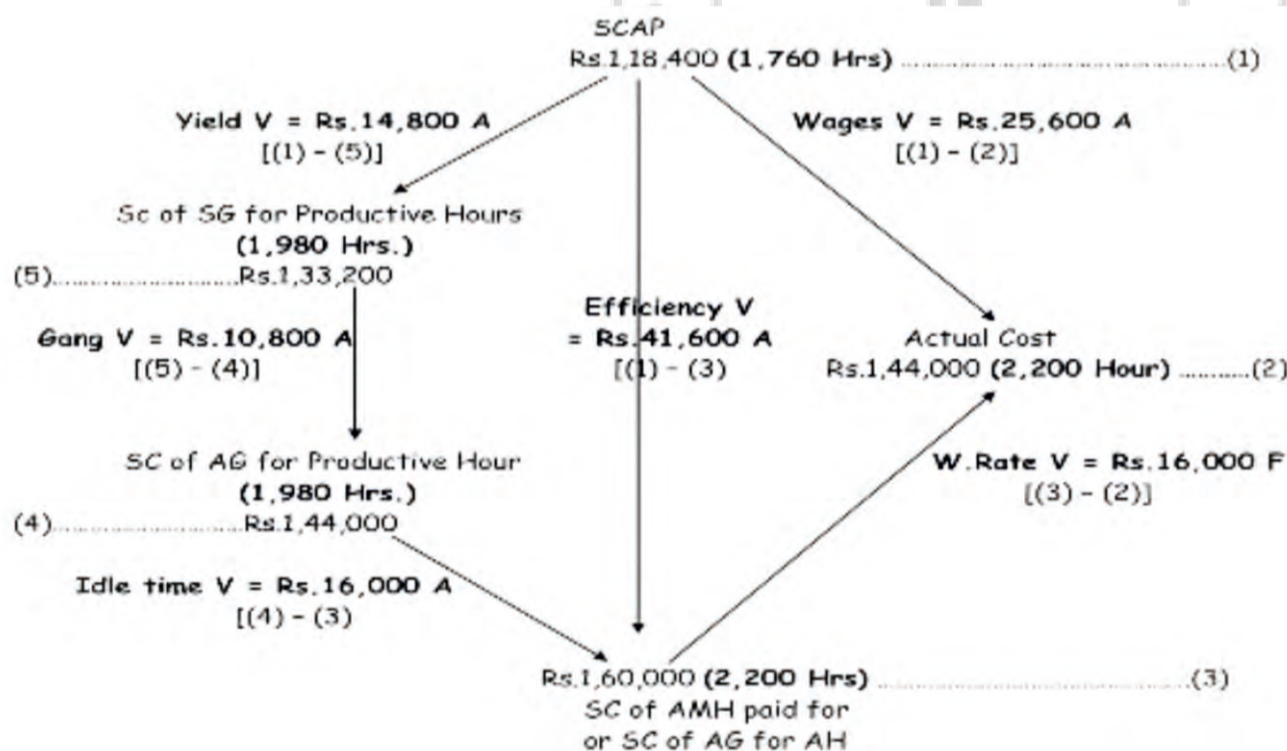 SCAP
Rs.1,18,400 (1,760 Hrs) ........................................(1)
Yield V = Rs.14,800 A
[(1) - (5)]
Wages V = Rs.25,600 A
[(1) - (2)]
Sc of SG for Productive Hours
(1,980 Hrs.)
(5)......................Rs.1,33,200
Gang V = Rs.10,800 A
[(5) - (4)]
Efficiency V
= Rs.41,600 A
[(1) - (3)
Actual Cost
Rs.1,44,000 (2,200 Hour) ..........(2)
SC of AG for Productive Hour
(1,980 Hrs.)
(4)......................Rs.1,44,000
W.Rate V = Rs.16,000 F
[(3) - (2)]
Idle time V = Rs.16,000 A
[(4) - (3)
Rs.1,60,000 (2,200 Hrs) ........................................(3)
SC of AMH paid for
or SC of AG for AH